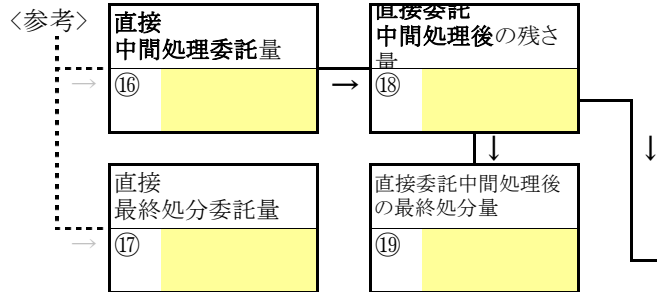 〈参考〉
直接
中間処理委託量
→
⑯
→
直接委託
中間処理後の残さ
量
⑱
↓
↓
直接
最終処分委託量
→
⑰
直接委託中間処理後
の最終処分量
⑲